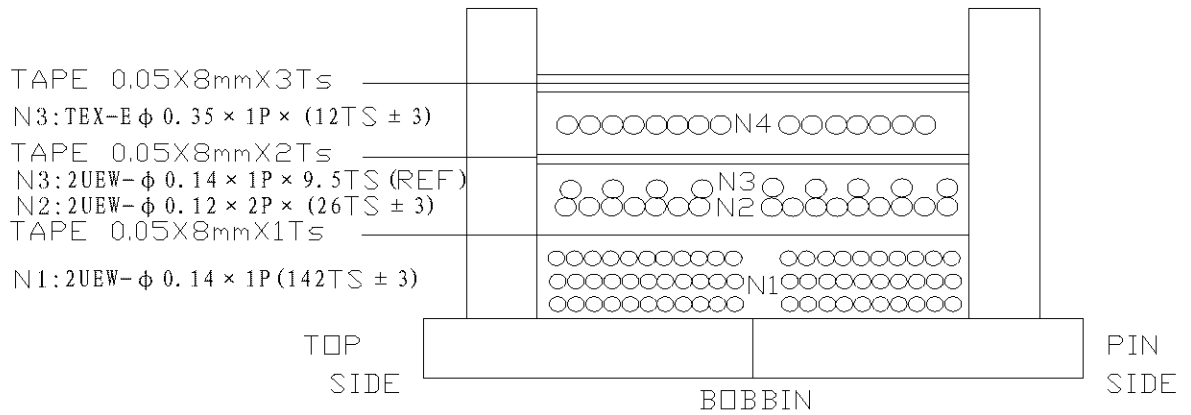 TAPE 0.05X8mmX3Ts
N3:TEX-E φ 0.35 × 1P × (12TS ± 3)
N4
TAPE 0.05X8mmX2Ts
N3:2UEW-φ 0.14 × 1P × 9.5TS(REF)
N3
N2:2UEW-φ 0.12 × 2P × (26TS ± 3)
N2
TAPE 0.05X8mmX1Ts
N1:2UEW-φ 0.14 × 1P(142TS ± 3)
N1
TOP
SIDE
PIN
SIDE
BOBBIN